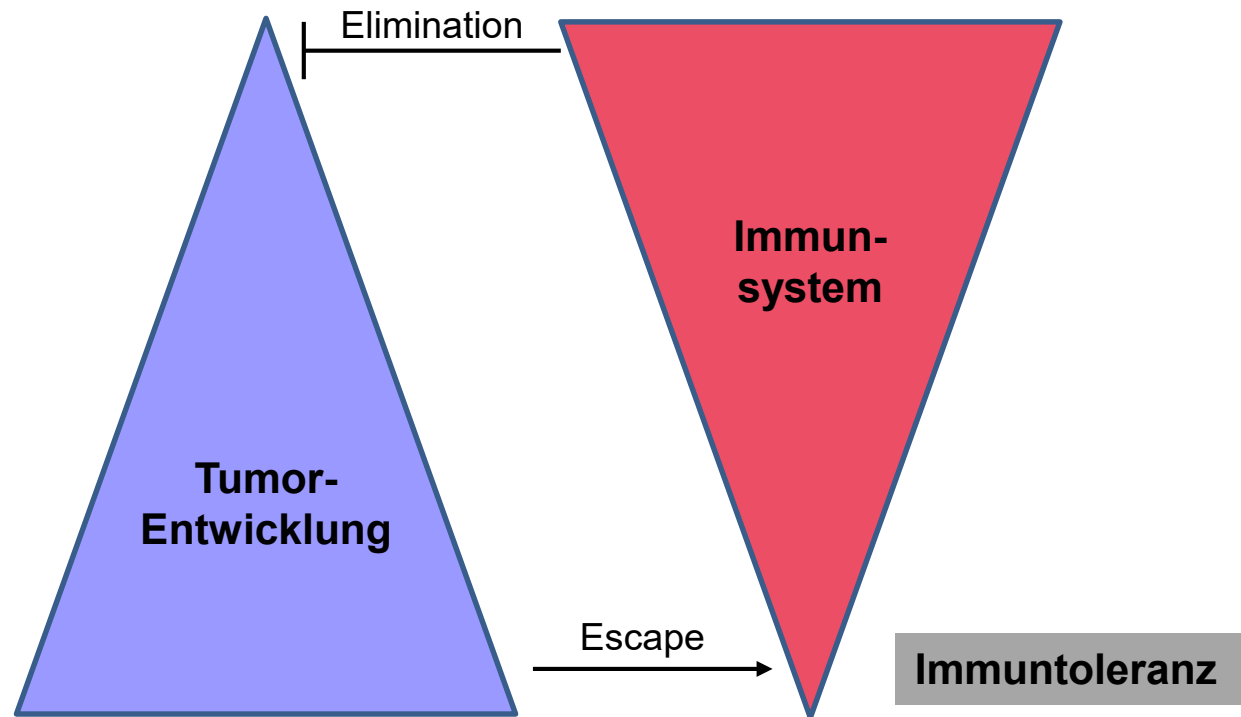 Elimination
Immun-
system
Tumor-
Entwicklung
Escape
Immuntoleranz